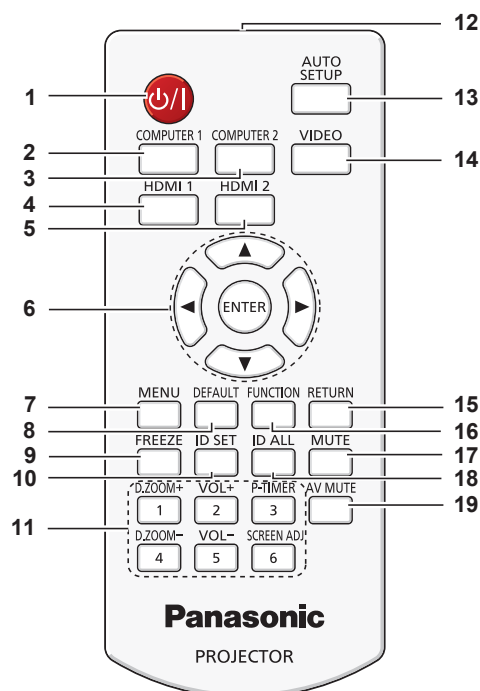 12
AUTO
SETUP
1
⏻/I
13
COMPUTER 1 COMPUTER 2 VIDEO
2
14
3
HDMI 1 HDMI 2
4
5
▲
6
◀ ENTER ▶
▼
MENU DEFAULT FUNCTION RETURN
7
15
8
16
FREEZE ID SET ID ALL MUTE
9
17
10
18
D.ZOOM+ VOL+ P-TIMER AV MUTE
1 2 3
19
11
D.ZOOM− VOL− SCREEN ADJ
4 5 6
Panasonic
PROJECTOR